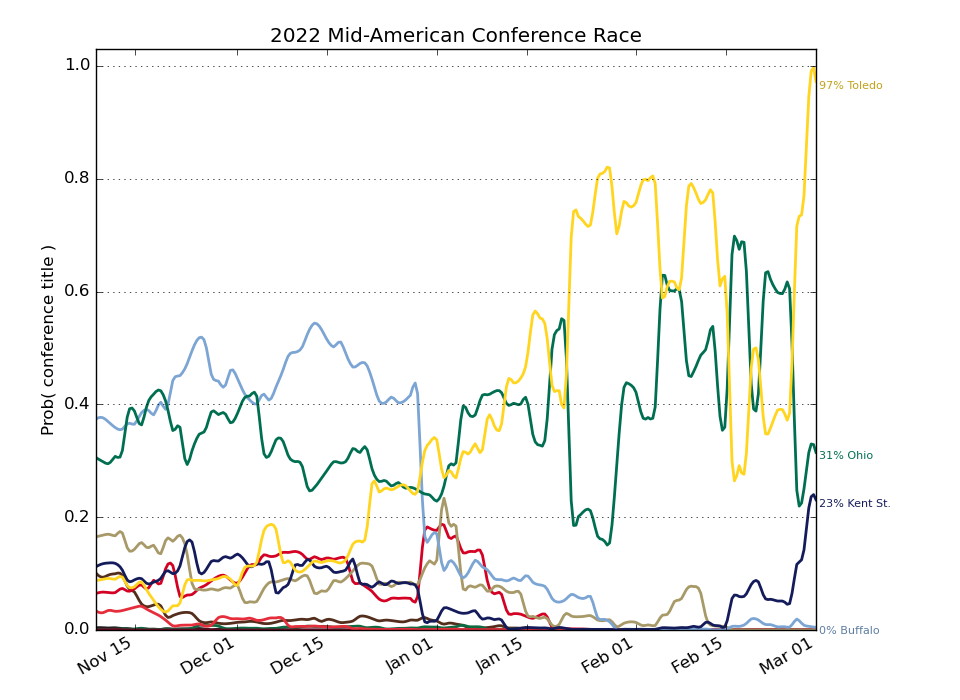 2022 Mid-American Conference Race
Prob( conference title )
1.0
0.8
0.6
0.4
0.2
0.0
97% Toledo
31% Ohio
23% Kent St.
0% Buffalo
Nov 15
Dec 01
Dec 15
Jan 01
Jan 15
Feb 01
Feb 15
Mar 01